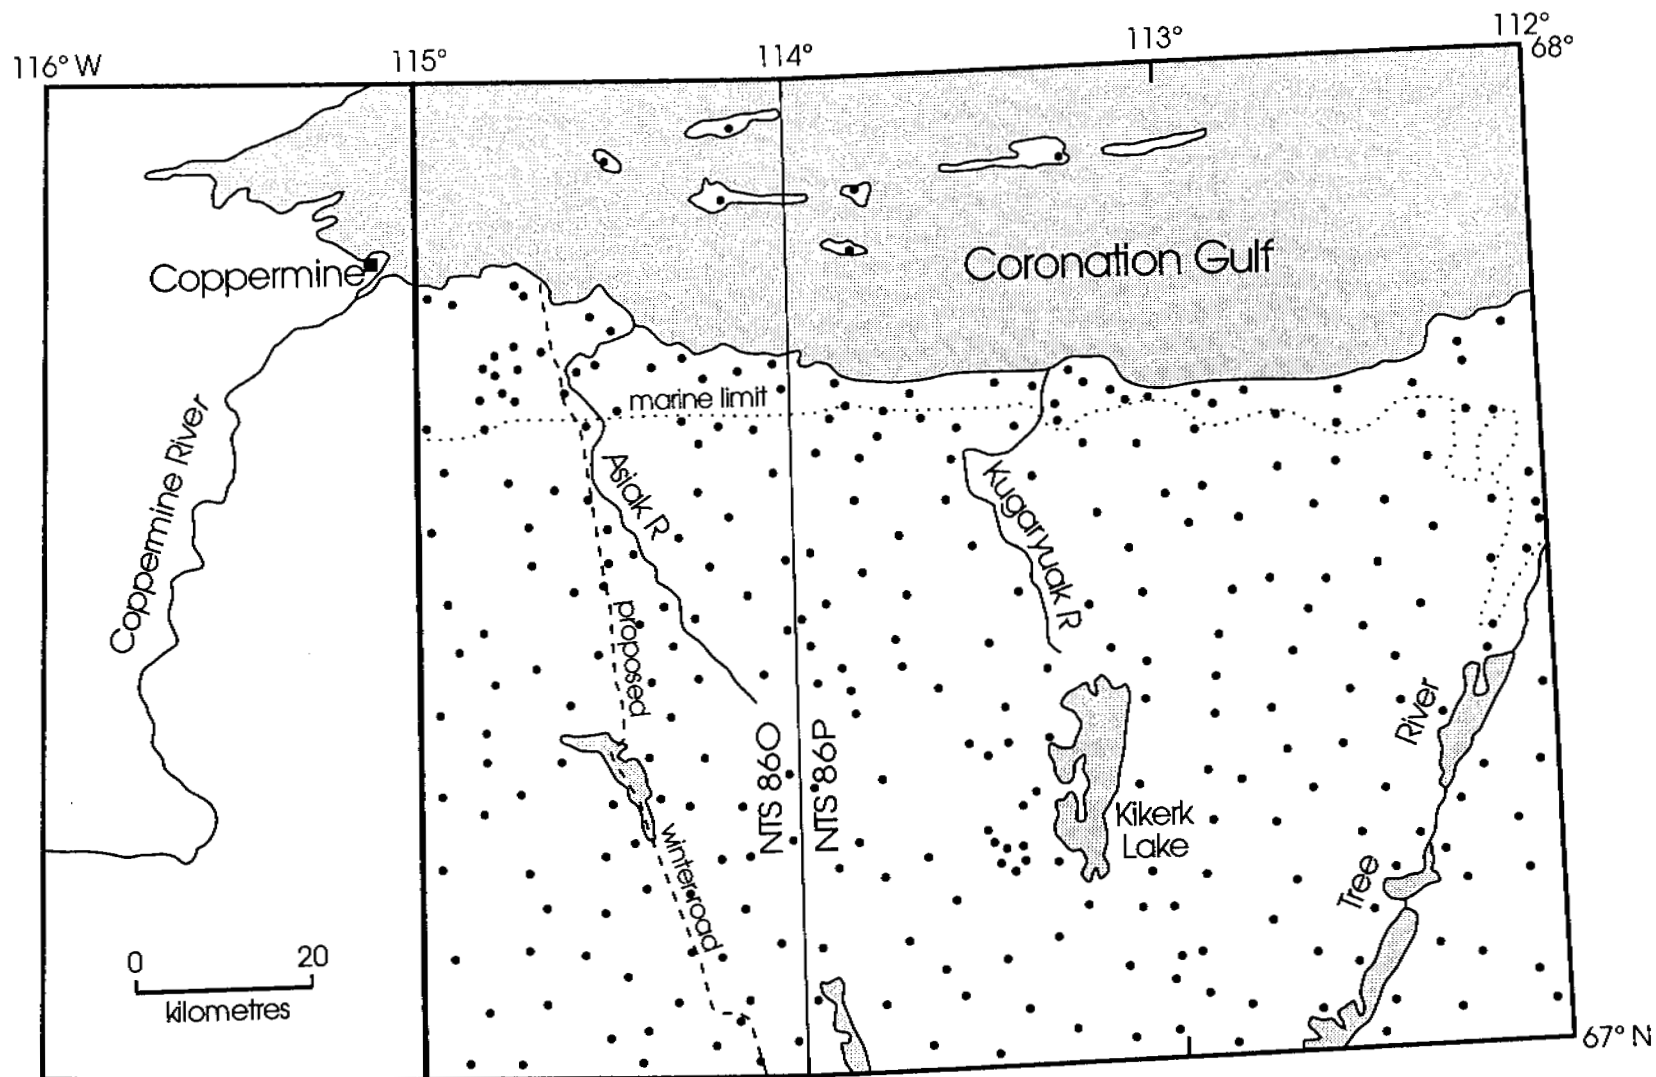 116° W
115°
114°
113°
112°
68°
Coronation Gulf
Coppermine
marine limit
Coppermine River
Asiak R
Kugaryuak R
proposed
winter road
NTS 86O
NTS 86P
River
Tree
Kikerk
Lake
0
20
kilometres
67° N